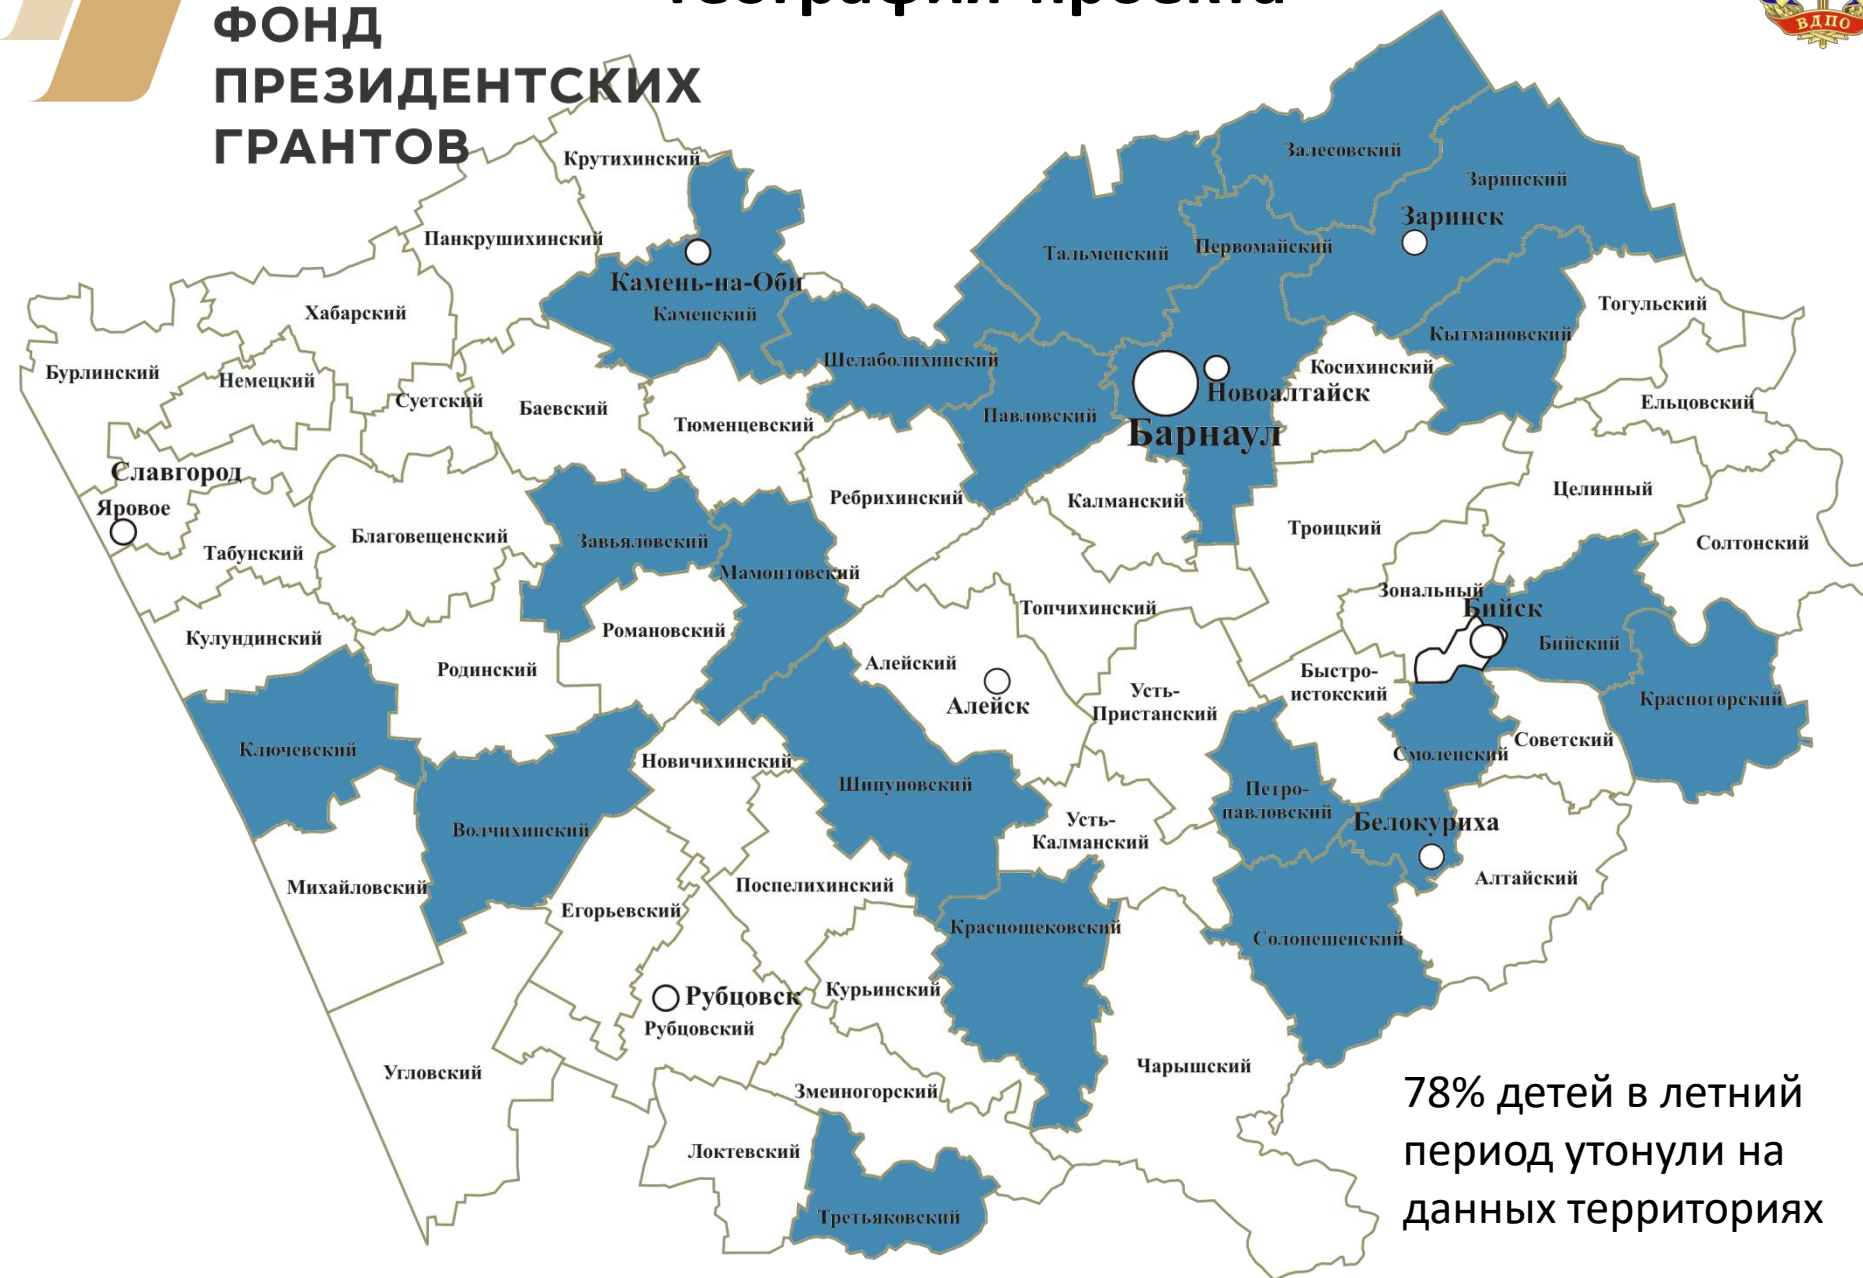 География проекта
ФОНД
ПРЕЗИДЕНТСКИХ
ГРАНТОВ
ВДПО
Крутихинский
Залесовский
Заринский
Заринск
Панкрушихинский
Тальменский
Первомайский
Камень-на-Оби
Каменский
Хабарский
Тогульский
Кытмановский
Бурлинский
Немецкий
Шелаболихинский
Косихинский
Новоалтайск
Суетский
Баевский
Тюменцевский
Павловский
Барнаул
Ельцовский
Славгород
Яровое
Ребрихинский
Калманский
Целинный
Табунский
Благовещенский
Завьяловский
Троицкий
Солтонский
Мамонтовский
Зональный
Бийск
Топчихинский
Кулундинский
Романовский
Бийский
Родинский
Алейский
Алейск
Усть-
Пристанский
Быстро-
истокский
Красногорский
Ключевский
Новичихинский
Шипуновский
Смоленский
Советский
Петро-
павловский
Белокуриха
Волчихинский
Усть-
Калманский
Михайловский
Поспелихинский
Алтайский
Егорьевский
Краснощековский
Солонешенский
Рубцовск
Рубцовский
Курьинский
Угловский
Змеиногорский
Чарышский
Локтевский
Третьяковский
78% детей в летний
период утонули на
данных территориях